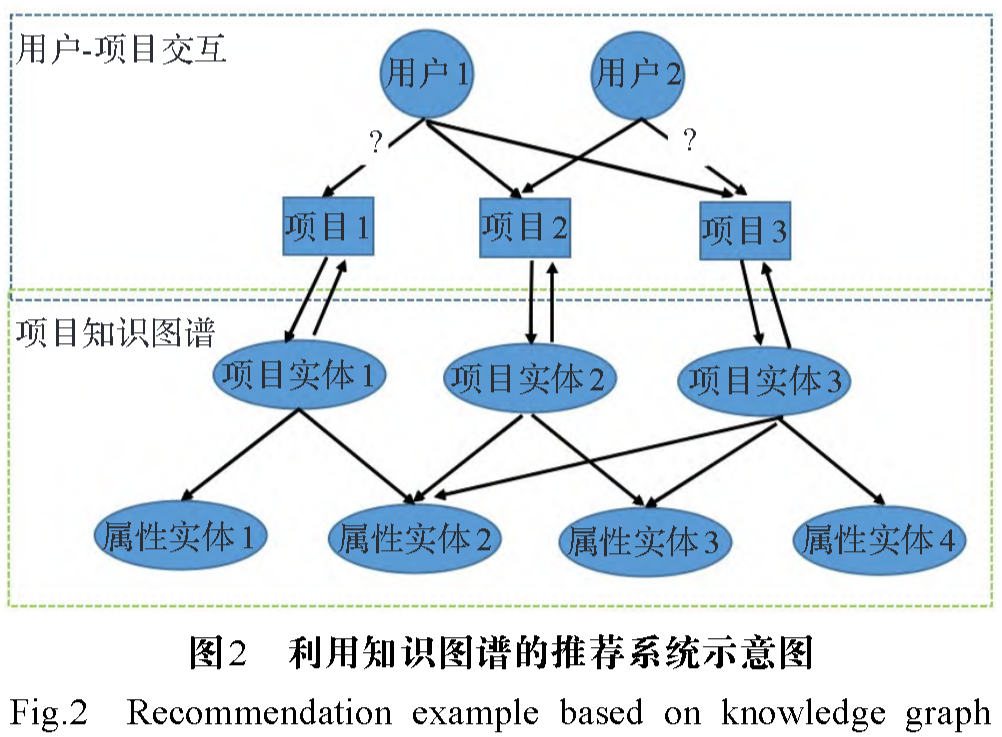 用户-项目交互
用户1
用户2
?
?
项目1
项目2
项目3
项目知识图谱
项目实体1
项目实体2
项目实体3
属性实体1
属性实体2
属性实体3
属性实体4
图2 利用知识图谱的推荐系统示意图
Fig.2 Recommendation example based on knowledge graph